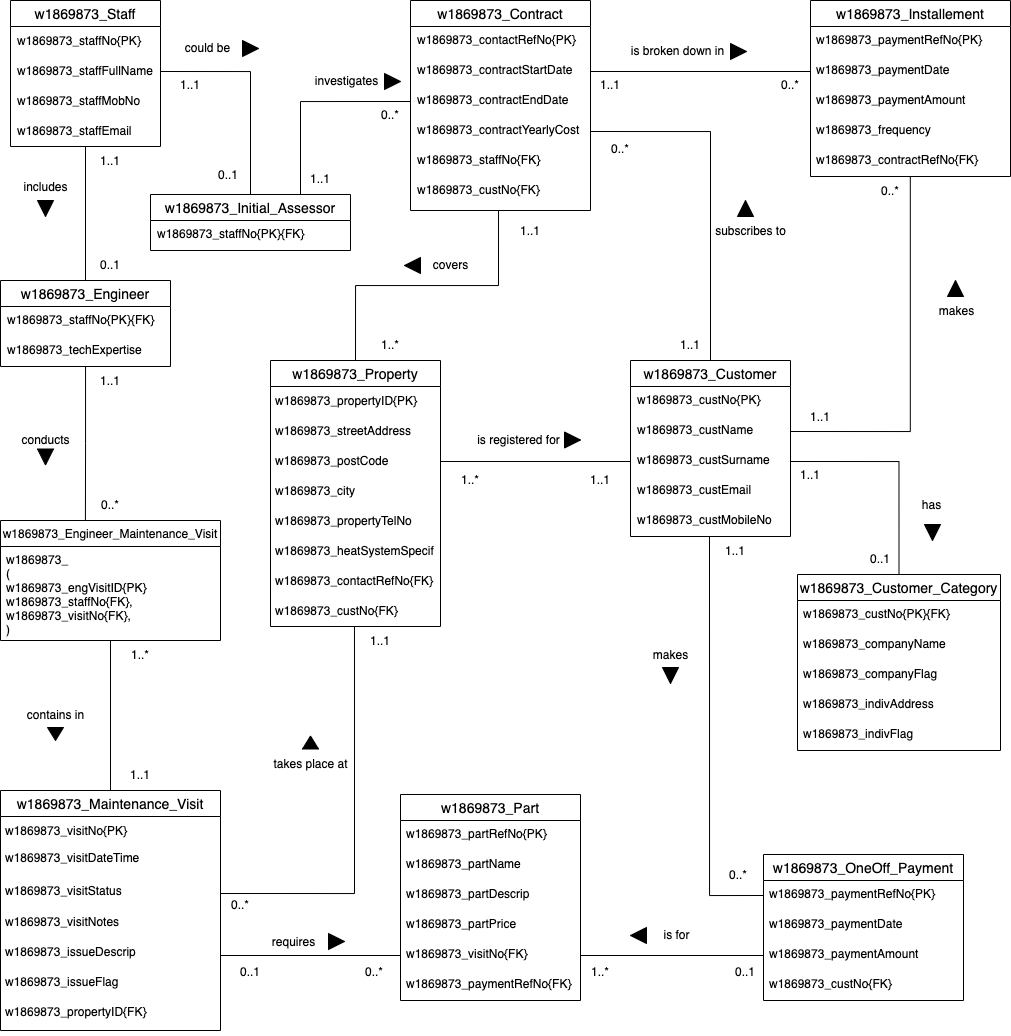 w1869873_Staff
w1869873_staffNo{PK}
w1869873_staffFullName
w1869873_staffMobNo
w1869873_staffEmail
could be
1..1
0..1
investigates
0..*
1..1
w1869873_Contract
w1869873_contactRefNo{PK}
w1869873_contractStartDate
w1869873_contractEndDate
w1869873_contractYearlyCost
w1869873_staffNo{FK}
w1869873_custNo{FK}
is broken down in
1..1
0..*
w1869873_Installement
w1869873_paymentRefNo{PK}
w1869873_paymentDate
w1869873_paymentAmount
w1869873_frequency
w1869873_contractRefNo{FK}
1..1
includes
0..1
w1869873_Initial_Assessor
w1869873_staffNo{PK}{FK}
1..1
covers
1..*
0..*
subscribes to
1..1
0..*
makes
1..1
w1869873_Engineer
w1869873_staffNo{PK}{FK}
w1869873_techExpertise
1..1
conducts
0..*
w1869873_Property
w1869873_propertyID{PK}
w1869873_streetAddress
w1869873_postCode
w1869873_city
w1869873_propertyTelNo
w1869873_heatSystemSpecif
w1869873_contactRefNo{FK}
w1869873_custNo{FK}
is registered for
1..*
1..1
w1869873_Customer
w1869873_custNo{PK}
w1869873_custName
w1869873_custSurname
w1869873_custEmail
w1869873_custMobileNo
1..1
has
0..1
w1869873_Engineer_Maintenance_Visit
w1869873_
(
w1869873_engVisitID{PK}
w1869873_staffNo{FK},
w1869873_visitNo{FK},
)
1..*
contains in
1..1
1..1
takes place at
0..*
1..1
makes
0..*
w1869873_Customer_Category
w1869873_custNo{PK}{FK}
w1869873_companyName
w1869873_companyFlag
w1869873_indivAddress
w1869873_indivFlag
w1869873_Maintenance_Visit
w1869873_visitNo{PK}
w1869873_visitDateTime
w1869873_visitStatus
w1869873_visitNotes
w1869873_issueDescrip
w1869873_issueFlag
w1869873_propertyID{FK}
requires
0..1
0..*
w1869873_Part
w1869873_partRefNo{PK}
w1869873_partName
w1869873_partDescrip
w1869873_partPrice
w1869873_visitNo{FK}
w1869873_paymentRefNo{FK}
is for
1..*
0..1
w1869873_OneOff_Payment
w1869873_paymentRefNo{PK}
w1869873_paymentDate
w1869873_paymentAmount
w1869873_custNo{FK}